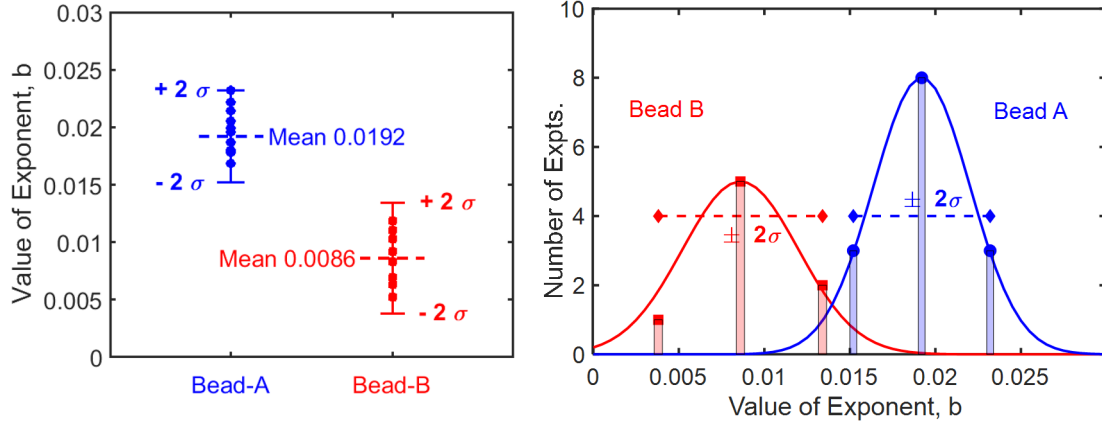 Value of Exponent, b
0.03
0.025
0.02
0.015
0.01
0.005
0
+ 2 σ
Mean 0.0192
- 2 σ
+ 2 σ
Mean 0.0086
- 2 σ
Bead-A
Bead-B
Number of Expts.
10
8
6
4
2
0
Bead B
Bead A
± 2σ
± 2σ
0
0.005
0.01
0.015
0.02
0.025
Value of Exponent, b